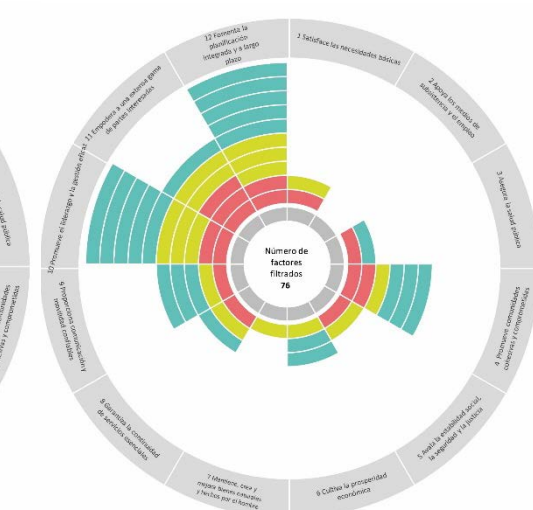 12 Fomenta la
planificación
integrada y a largo
plazo
1 Satisface las necesidades básicas
2 Apoya los medios de
subsistencia y el empleo
3 Asegura la salud pública
4 Promueve comunidades
cohesivas y comprometidas
5 Avala la estabilidad social,
la seguridad y la justicia
6 Cultiva la prosperidad
económica
7 Mantiene, crea y
mejora bienes naturales
y hechos por el hombre
8 Garantiza la continuidad
de servicios esenciales
9 Proporciona comunicación y
movilidad confiables
10 Promueve el liderazgo y la gestión eficaz
11 Empodera a una extensa gama
de partes interesadas
Número de
factores
filtrados
76
salud pública